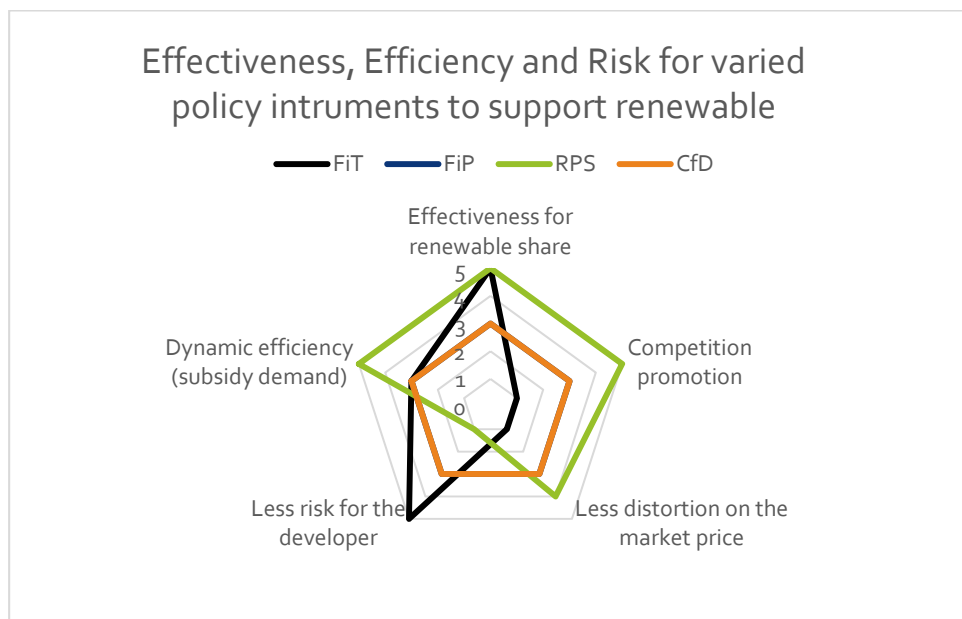 Effectiveness, Efficiency and Risk for varied
policy intruments to support renewable
FiT FiP RPS CfD
Effectiveness for
renewable share
5
4
3
2
1
0
Dynamic efficiency
(subsidy demand)
Competition
promotion
Less risk for the
developer
Less distortion on the
market price